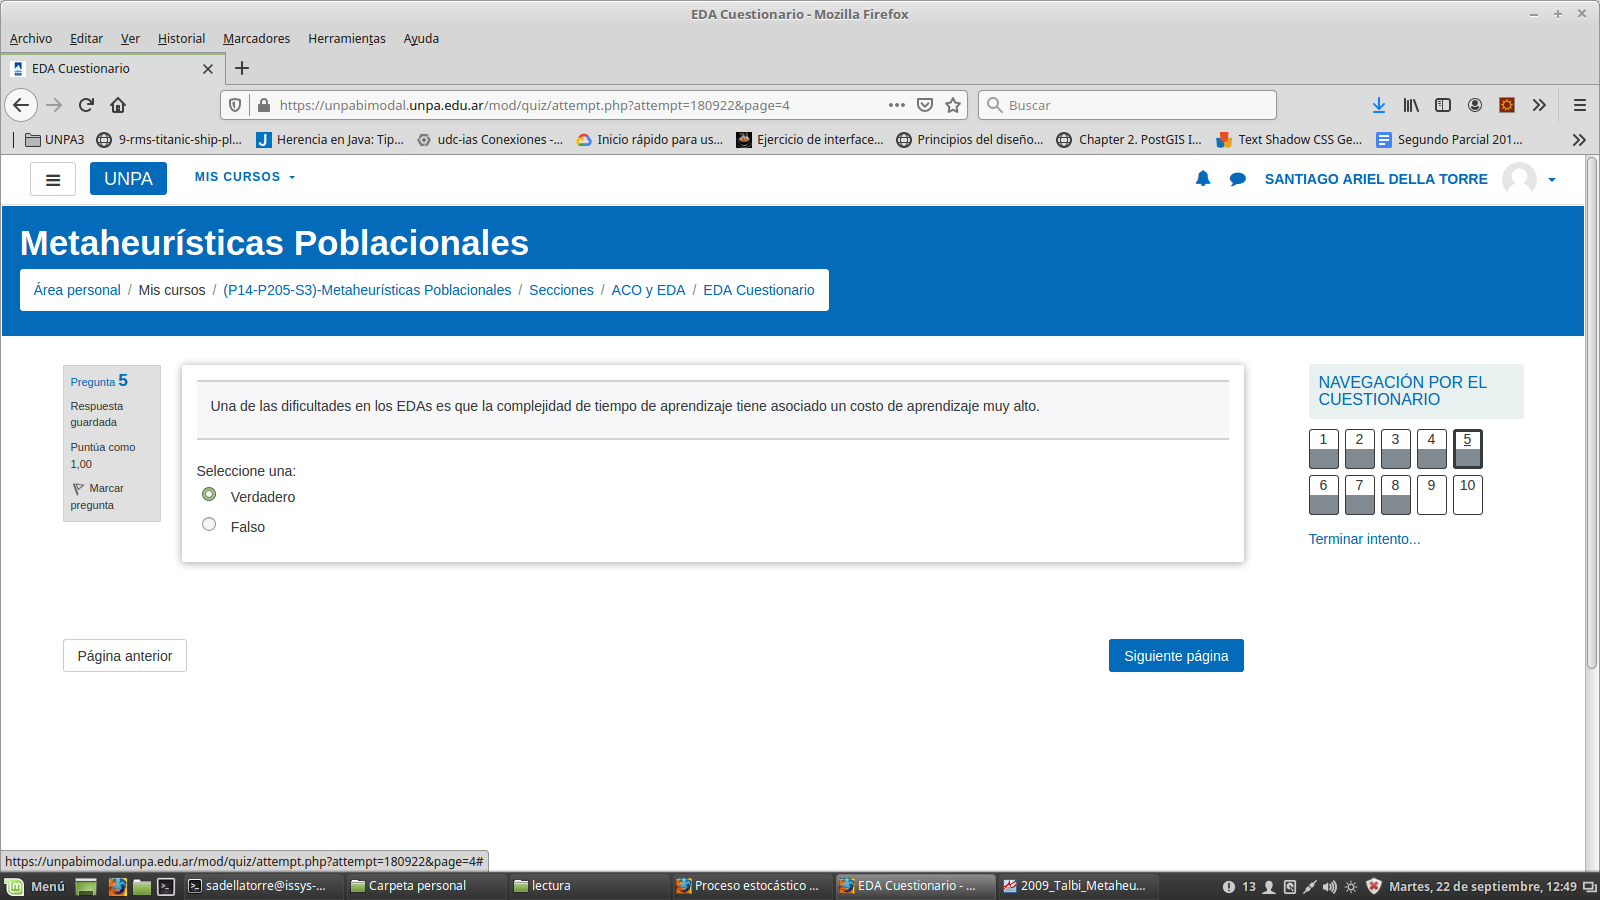 EDA Cuestionario - Mozilla Firefox
Archivo Editar Ver Historial Marcadores Herramientas Ayuda
EDA Cuestionario
https://unpabimodal.unpa.edu.ar/mod/quiz/attempt.php?attempt=180922&page=4
Buscar
UNPA3 9-rms-titanic-ship-pl... Herencia en Java: Tip... udc-ias Conexiones -... Inicio rápido para us... Ejercicio de interface... Principios del diseño... Chapter 2. PostGIS I... Text Shadow CSS Ge... Segundo Parcial 201...
UNPA MIS CURSOS SANTIAGO ARIEL DELLA TORRE
Metaheurísticas Poblacionales
Área personal / Mis cursos / (P14-P205-S3)-Metaheurísticas Poblacionales / Secciones / ACO y EDA / EDA Cuestionario
Pregunta 5
Respuesta
guardada
Puntúa como
1,00
Marcar
pregunta
Una de las dificultades en los EDAs es que la complejidad de tiempo de aprendizaje tiene asociado un costo de aprendizaje muy alto.
Seleccione una:
Verdadero
Falso
NAVEGACIÓN POR EL
CUESTIONARIO
1 2 3 4 5
6 7 8 9 10
Terminar intento...
Página anterior
Siguiente página
https://unpabimodal.unpa.edu.ar/mod/quiz/attempt.php?attempt=180922&page=4#
Menú sadellatorre@issys-... Carpeta personal lectura Proceso estocástico ... EDA Cuestionario - ... 2009_Talbi_Metaheu... 13 Martes, 22 de septiembre, 12:49